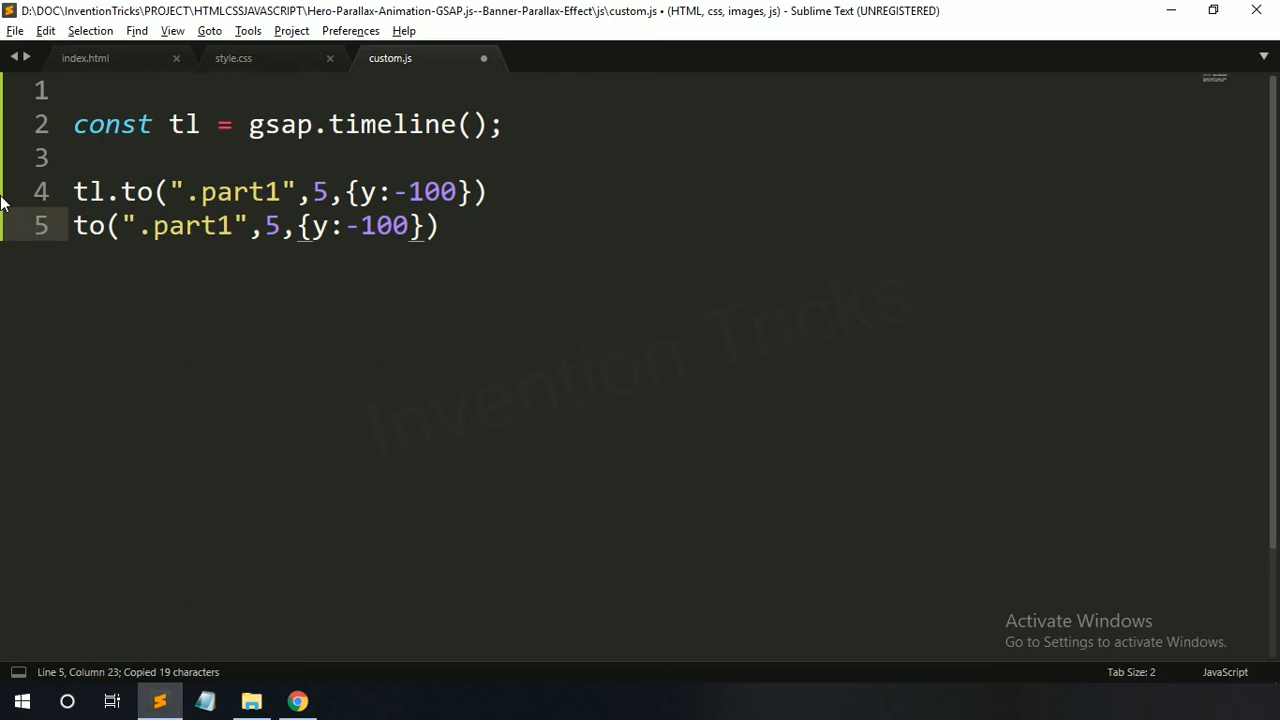 D:\DOC\InventionTricks\PROJECT\HTMLCSSJAVASCRIPT\Hero-Parallax-Animation-GSAP.js--Banner-Parallax-Effect\js\custom.js • (HTML, css, images, js) - Sublime Text (UNREGISTERED)
File Edit Selection Find View Goto Tools Project Preferences Help
index.html style.css custom.js
1
2 const tl = gsap.timeline();
3
4 tl.to(".part1",5,{y:-100})
5 to(".part1",5,{y:-100})
Invention Tricks
Activate Windows
Go to Settings to activate Windows.
Line 5, Column 23; Copied 19 characters Tab Size: 2 JavaScript